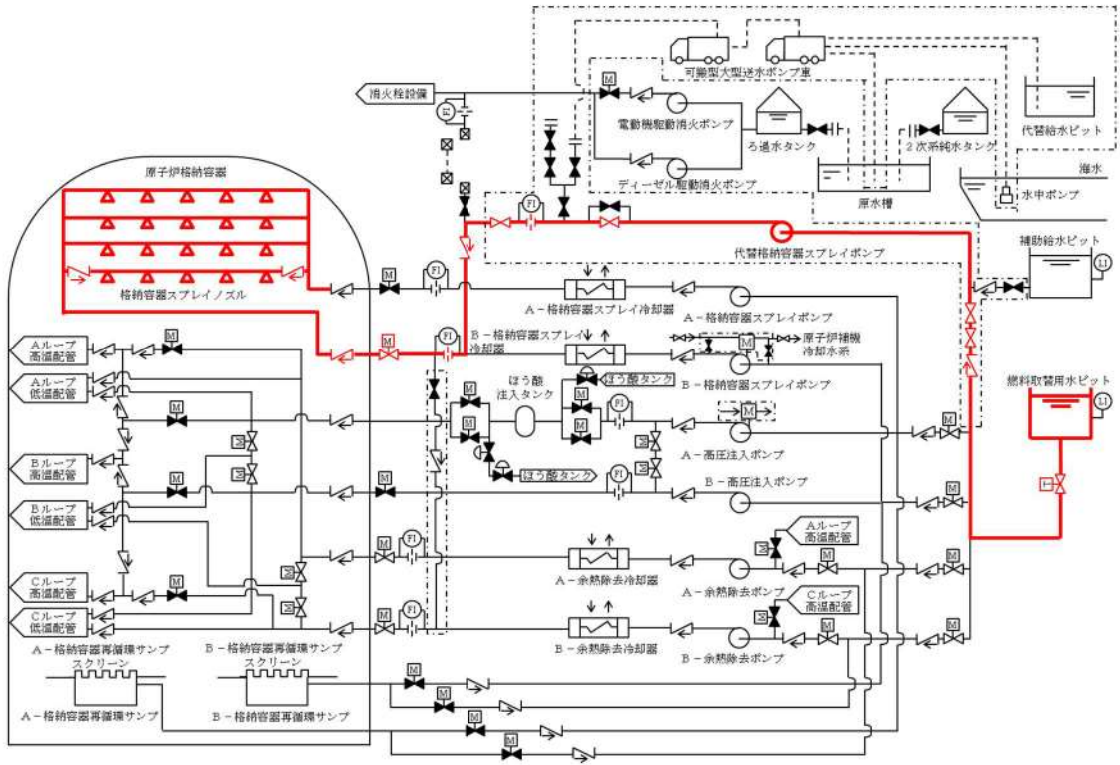 可搬型大型送水ポンプ車
消火栓設備
M
FI
電動機駆動消火ポンプ
ろ過水タンク
2次系純水タンク
代替給水ピット
海水
水中ポンプ
原水槽
ディーゼル駆動消火ポンプ
原子炉格納容器
FI
代替格納容器スプレイポンプ
補助給水ピット
LI
格納容器スプレイノズル
M
FI
A-格納容器スプレイ冷却器
A-格納容器スプレイポンプ
B-格納容器スプレイ
冷却器
原子炉補機
冷却水系
M
M
FI
B-格納容器スプレイポンプ
Aループ
高温配管
M
Aループ
低温配管
ほう酸
注入タンク
ほう酸タンク
燃料取替用水ピット
LI
M
M
M
FI
M
M
M
M
A-高圧注入ポンプ
M
M
M
M
Bループ
高温配管
ほう酸タンク
B-高圧注入ポンプ
M
M
FI
M
T
Bループ
低温配管
Aループ
高温配管
M
M
FI
M
M
M
A-余熱除去冷却器
A-余熱除去ポンプ
Cループ
高温配管
M
Cループ
高温配管
Cループ
低温配管
M
M
FI
M
M
M
B-余熱除去冷却器
B-余熱除去ポンプ
A-格納容器再循環サンプ
スクリーン
B-格納容器再循環サンプ
スクリーン
M
M
A-格納容器再循環サンプ
B-格納容器再循環サンプ
M
M